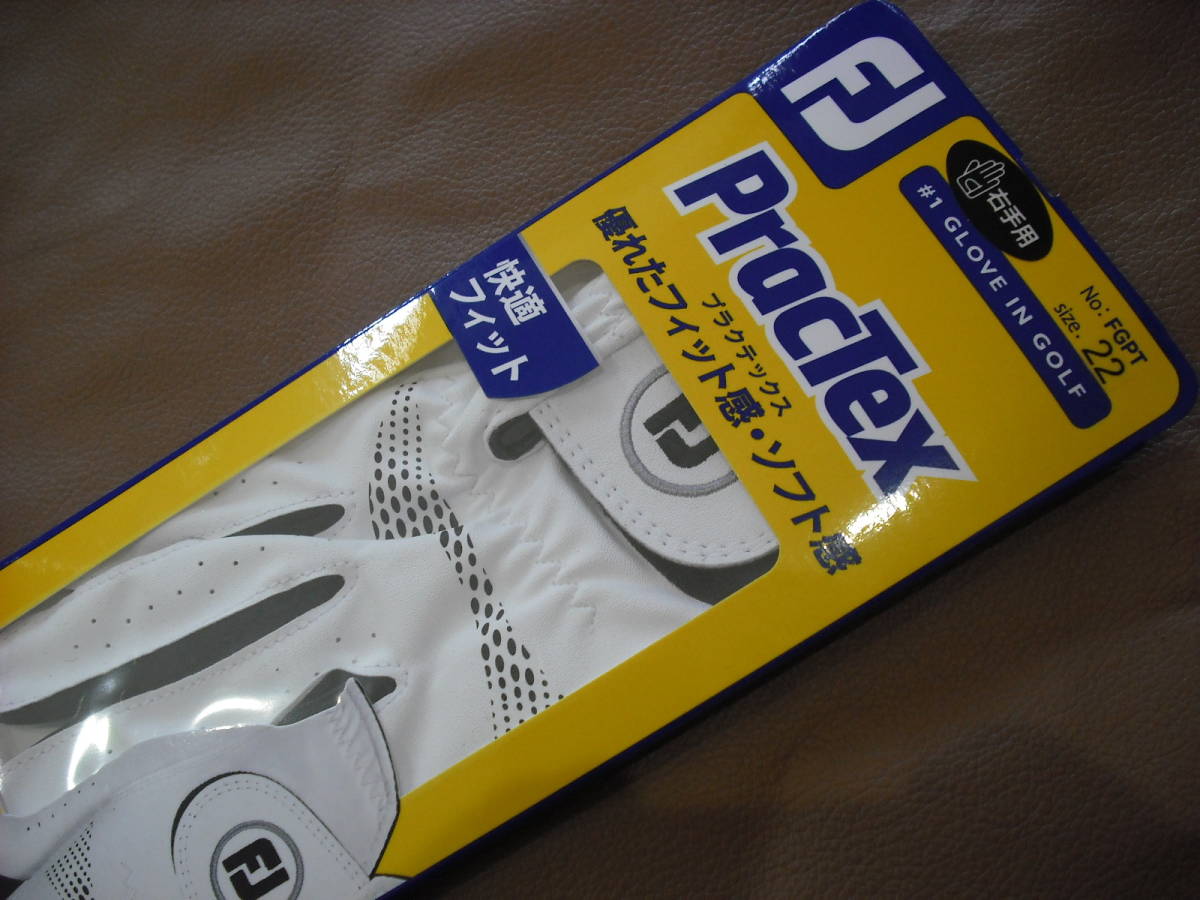 FJ
右手用
#1 GLOVE IN GOLF
No: FGPT
size. 22
PracTex
プラクテックス
優れたフィット感・ソフト感
快適
フィット
FJ
FJ